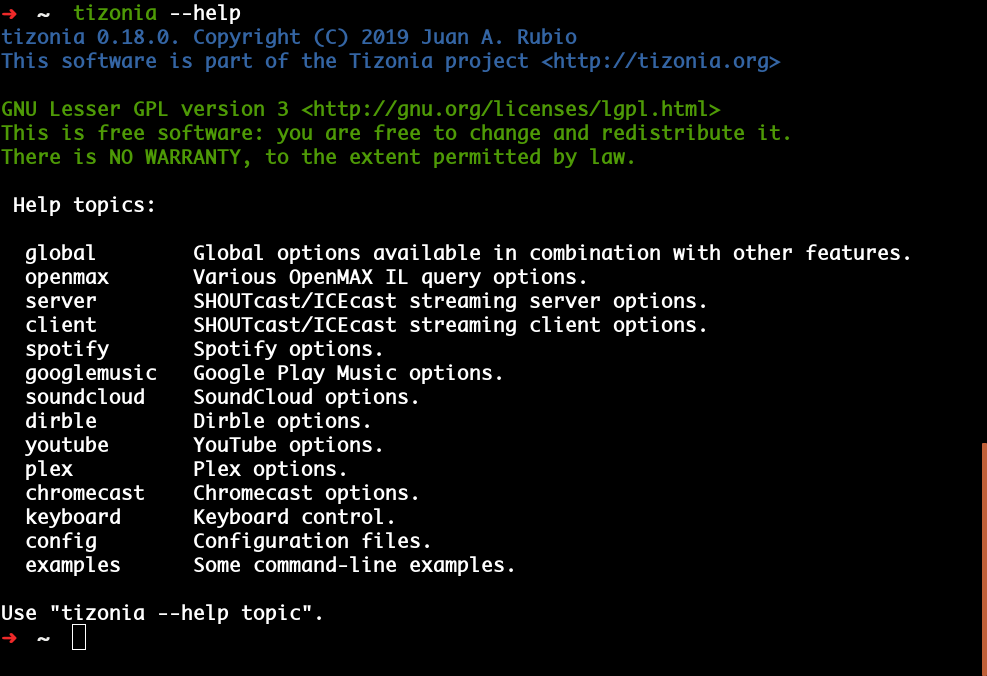 ➜  ~  tizonia --help
tizonia 0.18.0. Copyright (C) 2019 Juan A. Rubio
This software is part of the Tizonia project <http://tizonia.org>

GNU Lesser GPL version 3 <http://gnu.org/licenses/lgpl.html>
This is free software: you are free to change and redistribute it.
There is NO WARRANTY, to the extent permitted by law.

 Help topics:

  global        Global options available in combination with other features.
  openmax       Various OpenMAX IL query options.
  server        SHOUTcast/ICEcast streaming server options.
  client        SHOUTcast/ICEcast streaming client options.
  spotify       Spotify options.
  googlemusic   Google Play Music options.
  soundcloud    SoundCloud options.
  dirble        Dirble options.
  youtube       YouTube options.
  plex          Plex options.
  chromecast    Chromecast options.
  keyboard      Keyboard control.
  config        Configuration files.
  examples      Some command-line examples.

Use "tizonia --help topic".
➜  ~